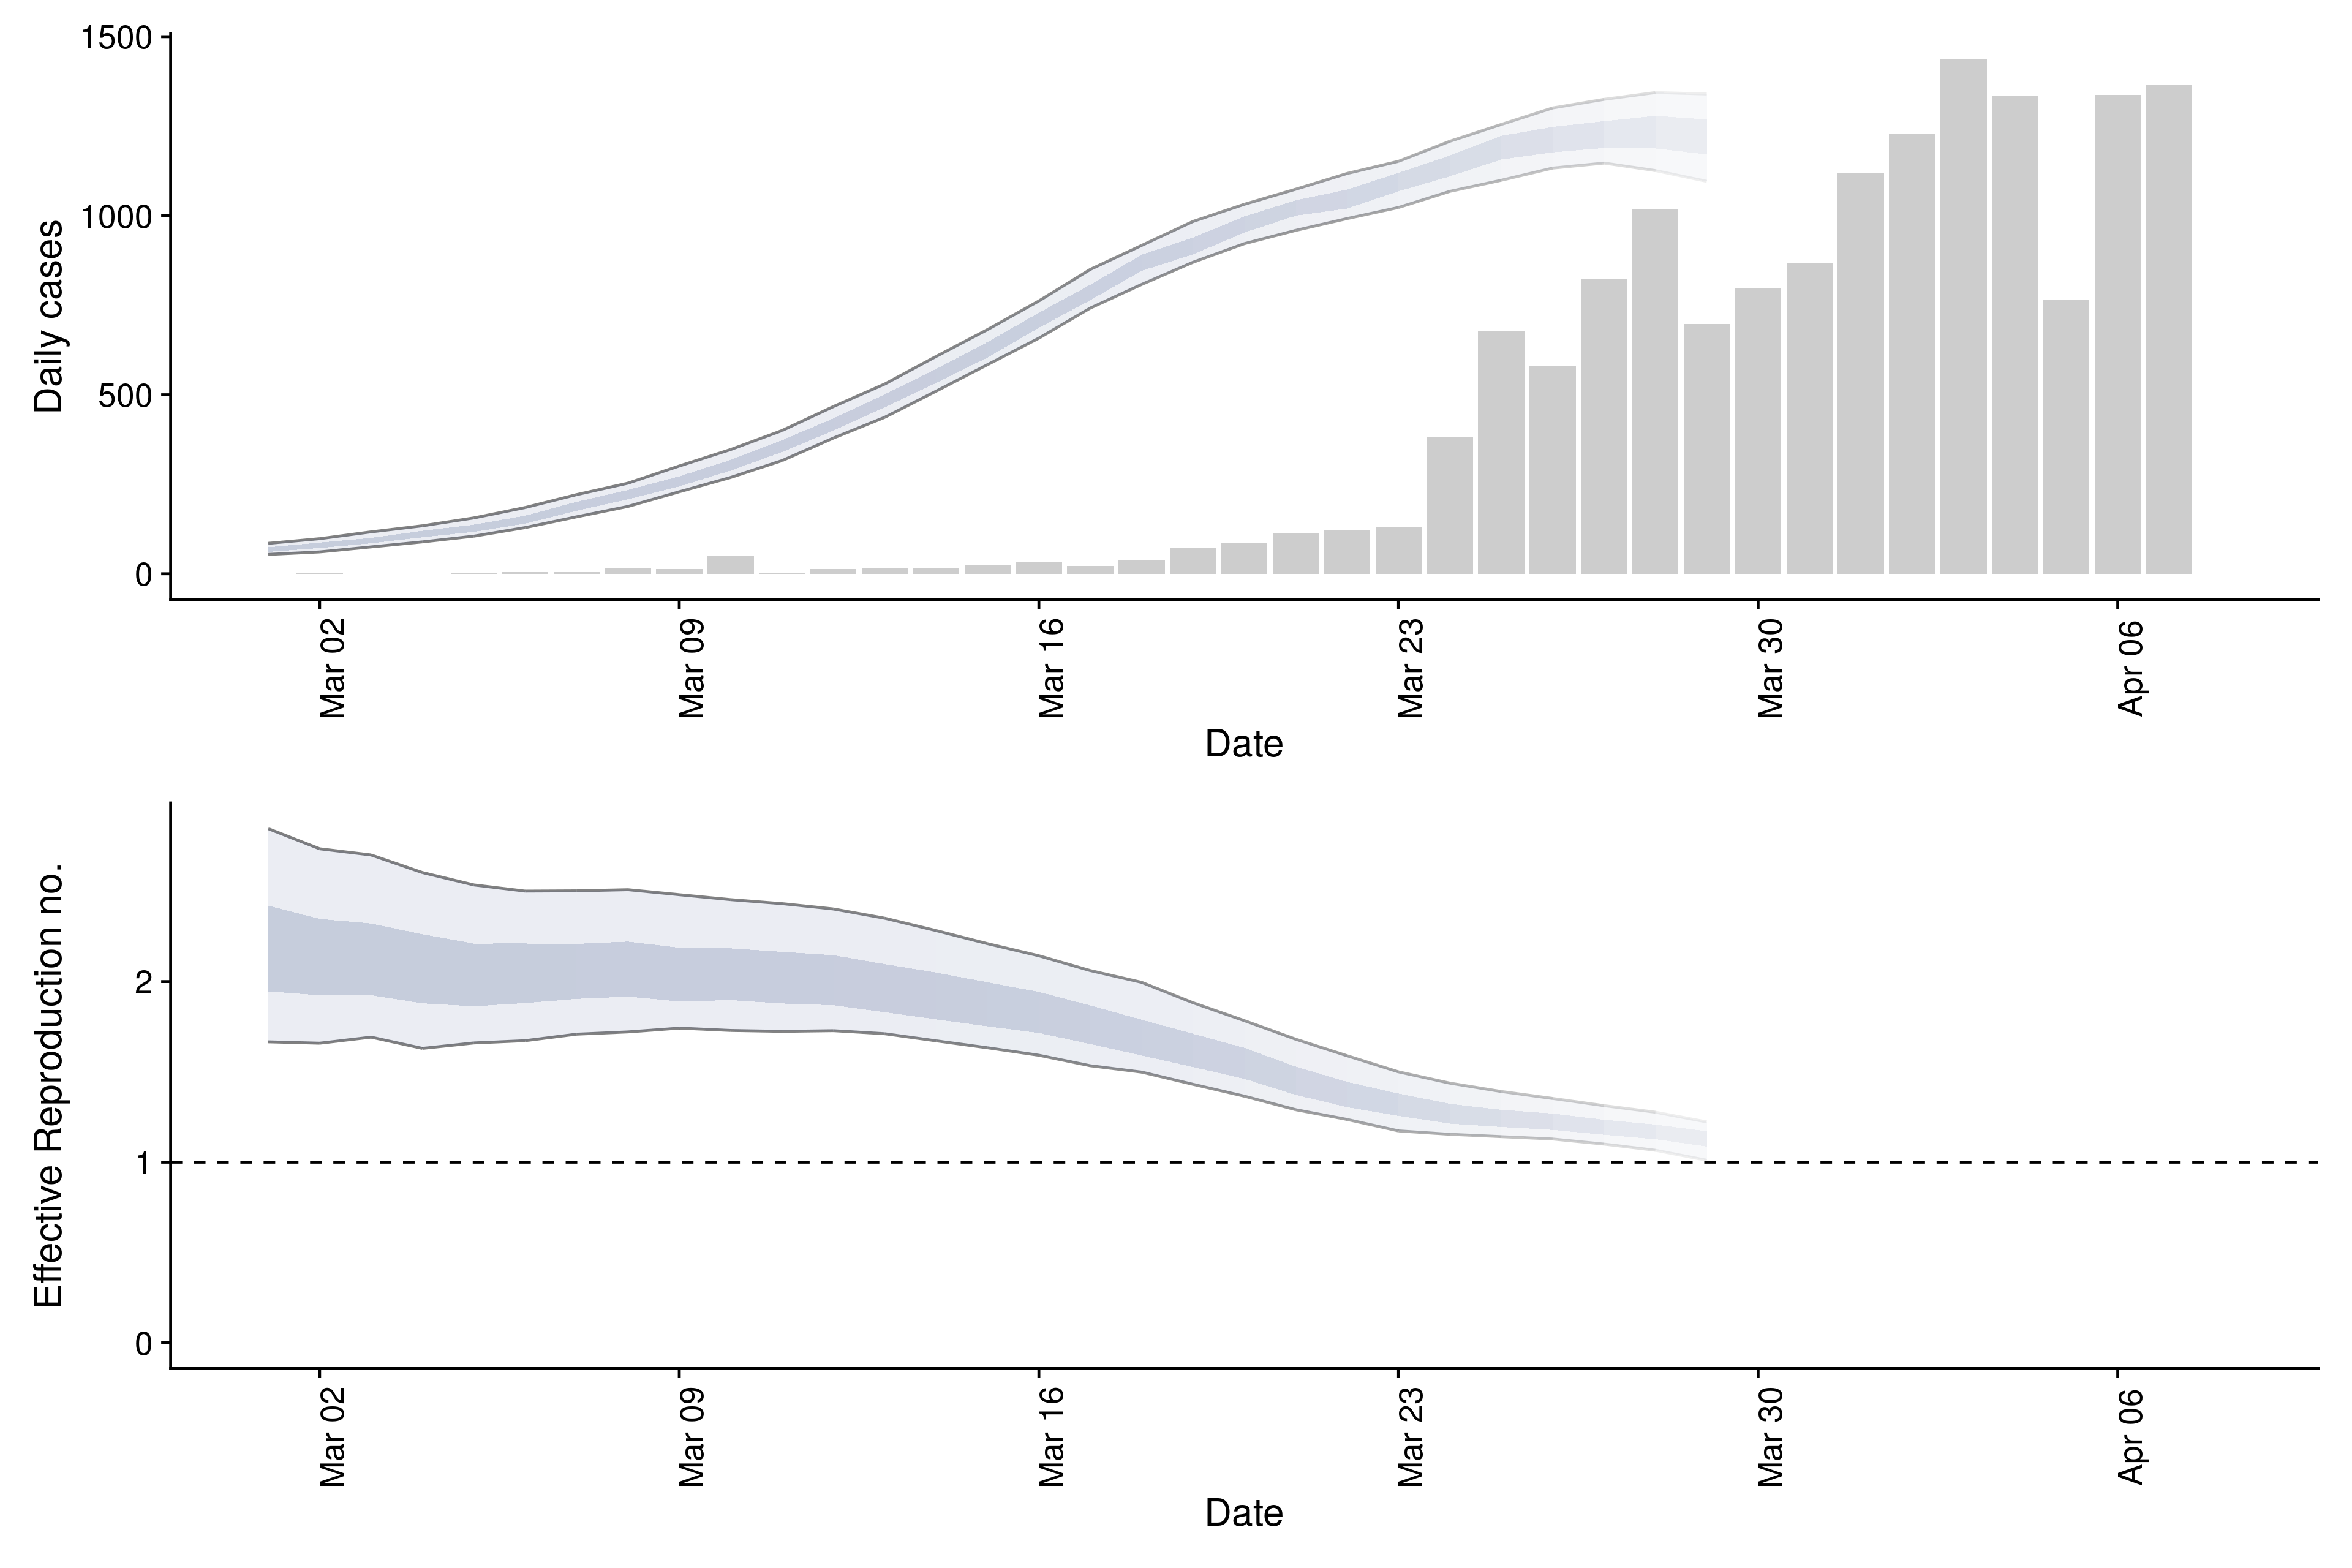 Daily cases
1500
1000
500
0
Mar 02
Mar 09
Mar 16
Mar 23
Mar 30
Apr 06
Date
Effective Reproduction no.
2
1
0
Mar 02
Mar 09
Mar 16
Mar 23
Mar 30
Apr 06
Date